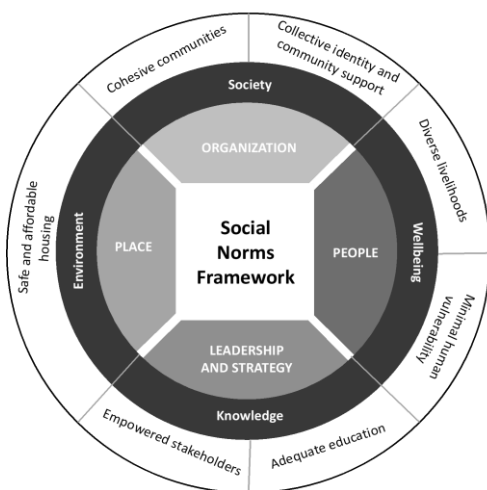 Cohesive communities
Collective identity and
community support
Society
ORGANIZATION
Diverse livelihoods
Safe and affordable
housing
Environment
PLACE
Social
Norms
Framework
PEOPLE
Wellbeing
Minimal human
vulnerability
LEADERSHIP
AND STRATEGY
Knowledge
Empowered stakeholders
Adequate education